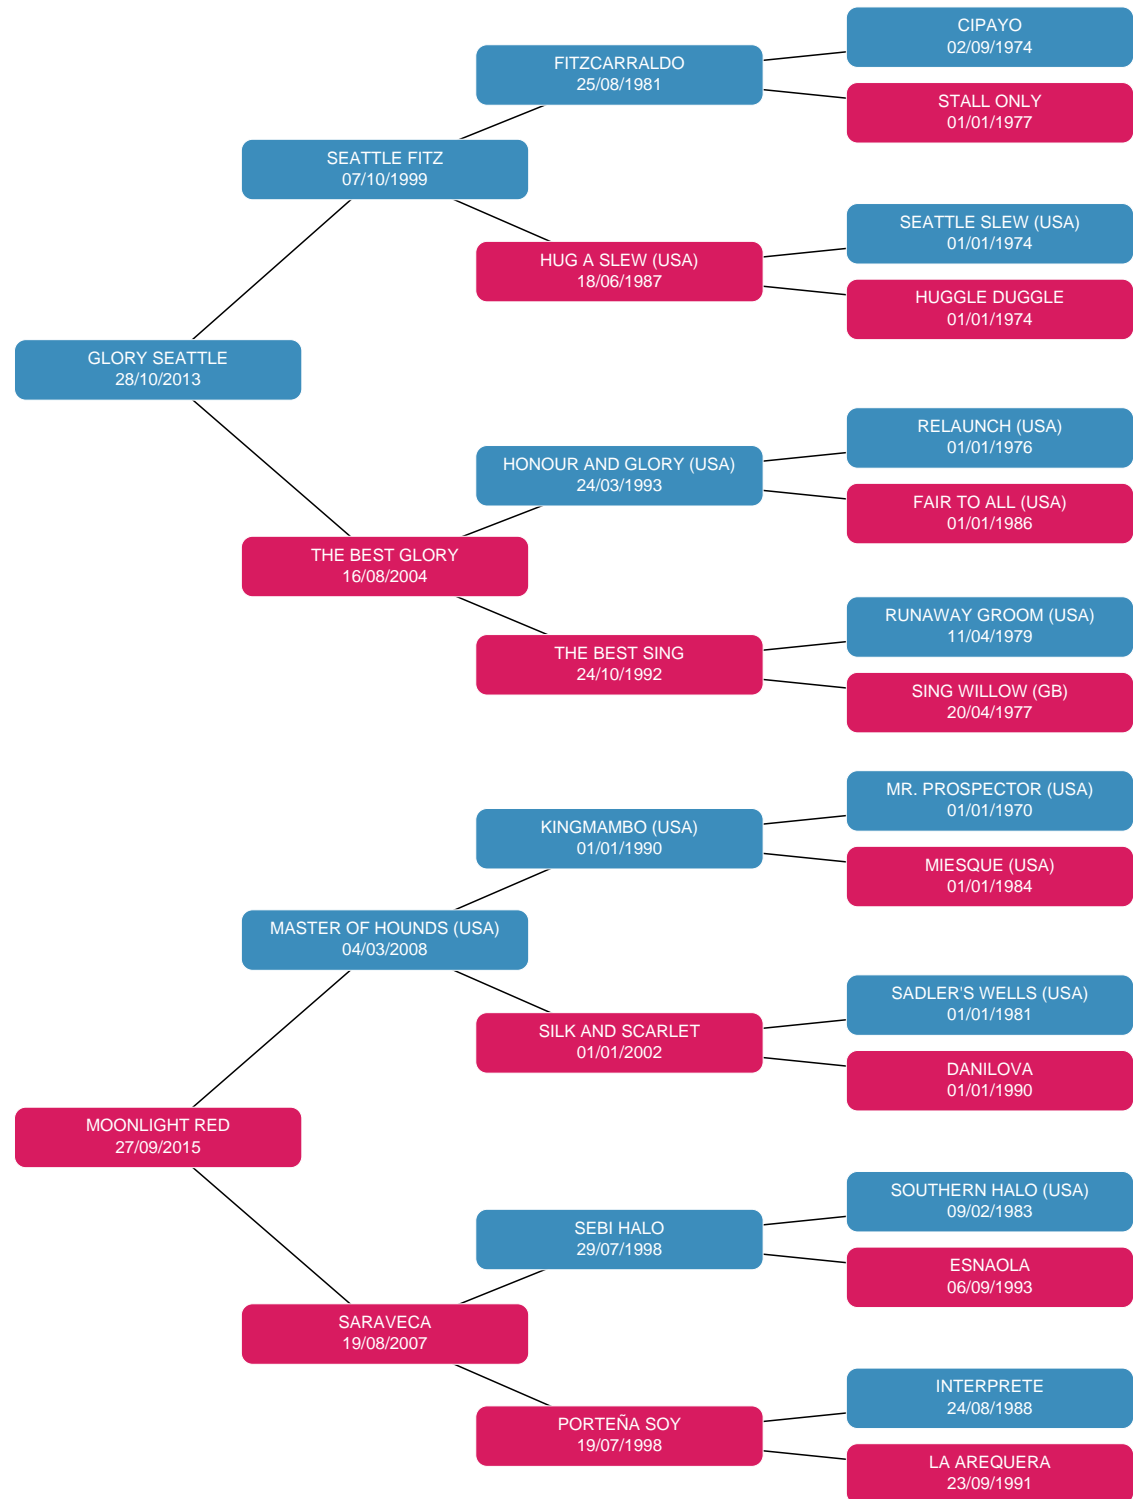 CIPAYO
02/09/1974
FITZCARRALDO
25/08/1981
STALL ONLY
01/01/1977
SEATTLE FITZ
07/10/1999
SEATTLE SLEW (USA)
01/01/1974
HUG A SLEW (USA)
18/06/1987
HUGGLE DUGGLE
01/01/1974
GLORY SEATTLE
28/10/2013
RELAUNCH (USA)
01/01/1976
HONOUR AND GLORY (USA)
24/03/1993
FAIR TO ALL (USA)
01/01/1986
THE BEST GLORY
16/08/2004
RUNAWAY GROOM (USA)
11/04/1979
THE BEST SING
24/10/1992
SING WILLOW (GB)
20/04/1977
MR. PROSPECTOR (USA)
01/01/1970
KINGMAMBO (USA)
01/01/1990
MIESQUE (USA)
01/01/1984
MASTER OF HOUNDS (USA)
04/03/2008
SADLER'S WELLS (USA)
01/01/1981
SILK AND SCARLET
01/01/2002
DANILOVA
01/01/1990
MOONLIGHT RED
27/09/2015
SOUTHERN HALO (USA)
09/02/1983
SEBI HALO
29/07/1998
ESNAOLA
06/09/1993
SARAVECA
19/08/2007
INTERPRETE
24/08/1988
PORTEÑA SOY
19/07/1998
LA AREQUERA
23/09/1991